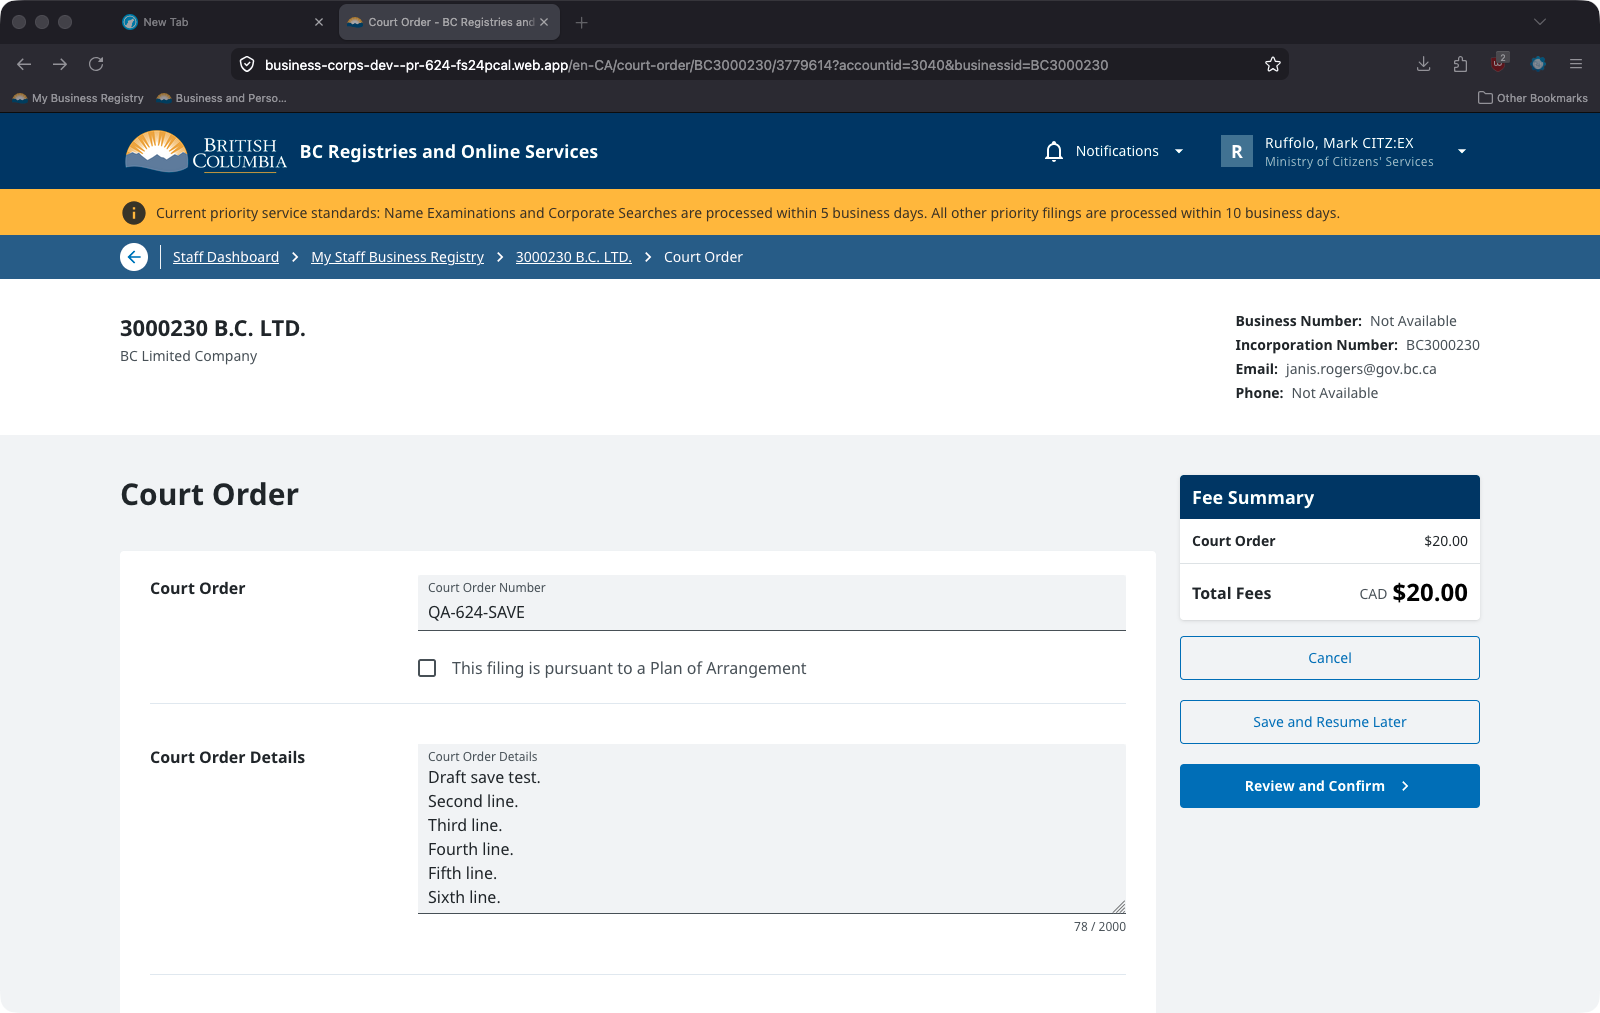 New Tab
Court Order - BC Registries and
business-corps-dev--pr-624-fs24pcal.web.app/en-CA/court-order/BC3000230/3779614?accountid=3040&businessid=BC3000230
2
My Business Registry
Business and Perso...
Other Bookmarks
BRITISH COLUMBIA
BC Registries and Online Services
Notifications
R
Ruffolo, Mark CITZ:EX
Ministry of Citizens' Services
Current priority service standards: Name Examinations and Corporate Searches are processed within 5 business days. All other priority filings are processed within 10 business days.
Staff Dashboard > My Staff Business Registry > 3000230 B.C. LTD. > Court Order
3000230 B.C. LTD.
BC Limited Company
Business Number: Not Available
Incorporation Number: BC3000230
Email: janis.rogers@gov.bc.ca
Phone: Not Available
Court Order
Court Order
Court Order Number
QA-624-SAVE
This filing is pursuant to a Plan of Arrangement
Court Order Details
Court Order Details
Draft save test.
Second line.
Third line.
Fourth line.
Fifth line.
Sixth line.
78 / 2000
Fee Summary
Court Order $20.00
Total Fees CAD $20.00
Cancel
Save and Resume Later
Review and Confirm